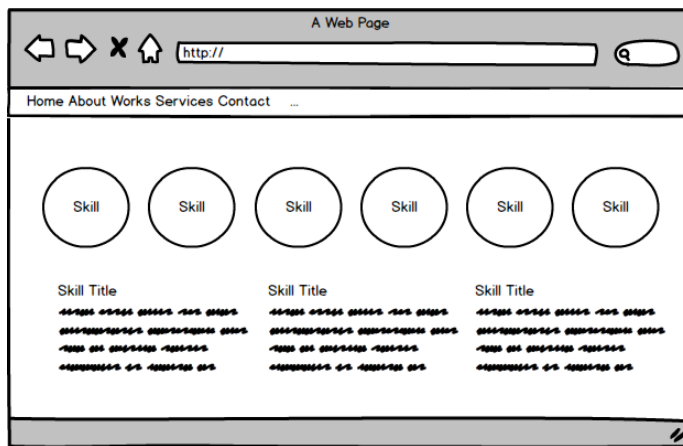 A Web Page
http://
Home About Works Services Contact ...
Skill Skill Skill Skill Skill Skill
Skill Title Skill Title Skill Title